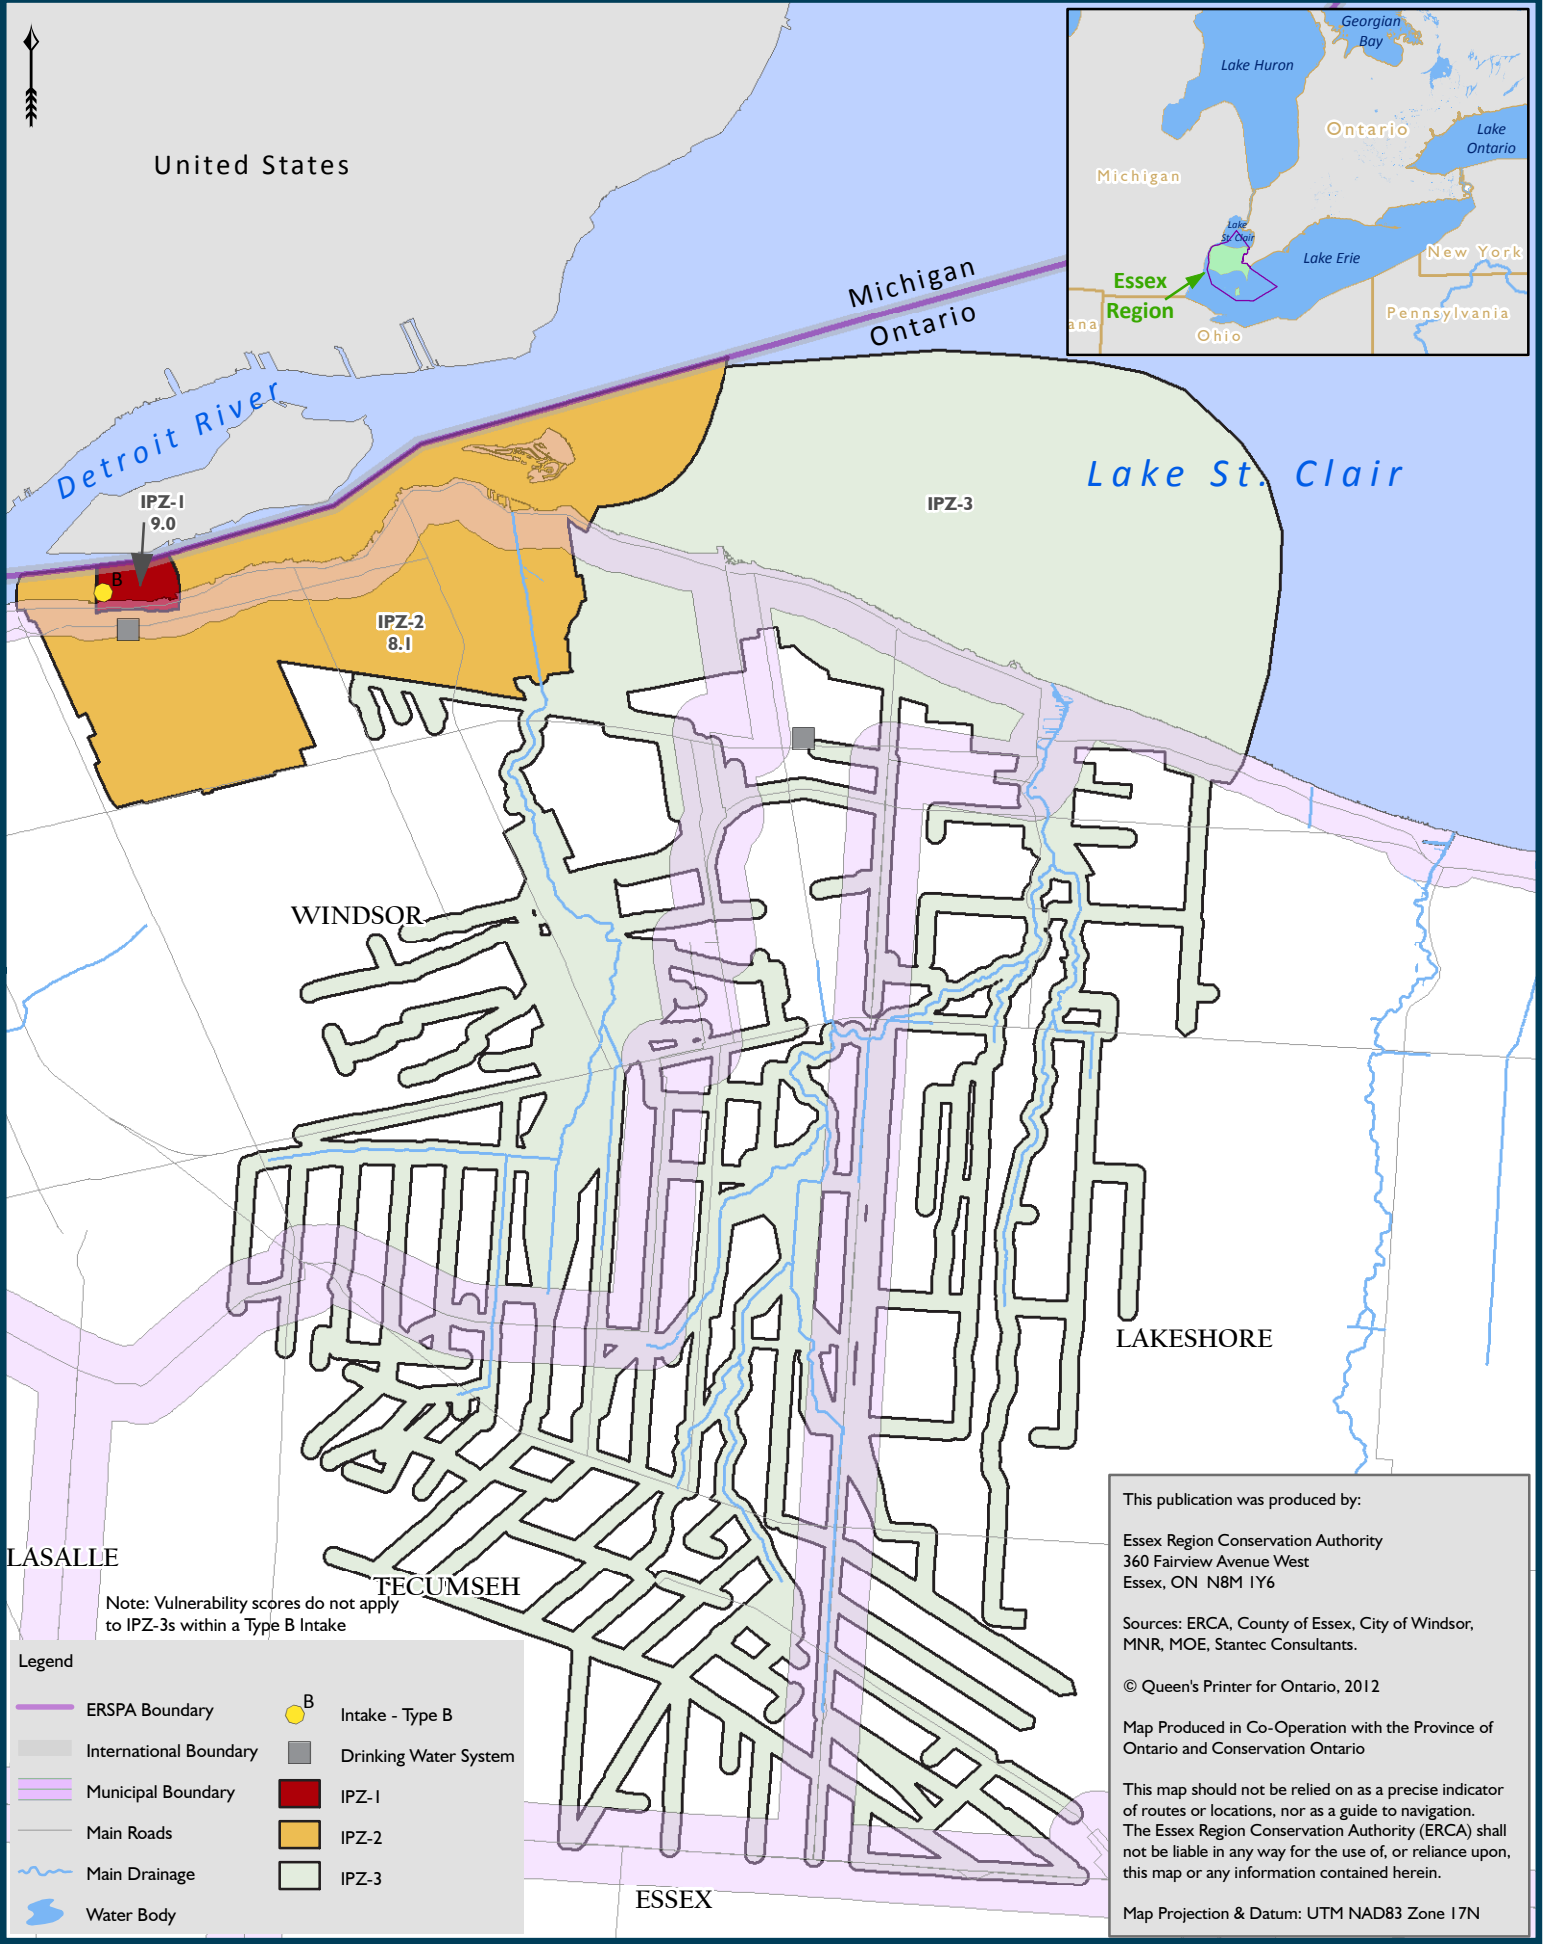 Georgian
Bay
Lake Huron
Ontario
Lake
Ontario
Michigan
Lake
St. Clair
Lake Erie
New York
Essex
Region
Pennsylvania
ana
Ohio
United States
Michigan
Ontario
Detroit River
Lake St. Clair
IPZ-1
9.0
IPZ-3
B
IPZ-2
8.1
WINDSOR
LAKESHORE
LASALLE
TECUMSEH
ESSEX
Note: Vulnerability scores do not apply
to IPZ-3s within a Type B Intake
Legend
ERSPA Boundary
International Boundary
Municipal Boundary
Main Roads
Main Drainage
Water Body
B
Intake - Type B
Drinking Water System
IPZ-1
IPZ-2
IPZ-3
This publication was produced by:
Essex Region Conservation Authority
360 Fairview Avenue West
Essex, ON  N8M 1Y6
Sources: ERCA, County of Essex, City of Windsor,
MNR, MOE, Stantec Consultants.
© Queen's Printer for Ontario, 2012
Map Produced in Co-Operation with the Province of
Ontario and Conservation Ontario
This map should not be relied on as a precise indicator
of routes or locations, nor as a guide to navigation.
The Essex Region Conservation Authority (ERCA) shall
not be liable in any way for the use of, or reliance upon,
this map or any information contained herein.
Map Projection & Datum: UTM NAD83 Zone 17N